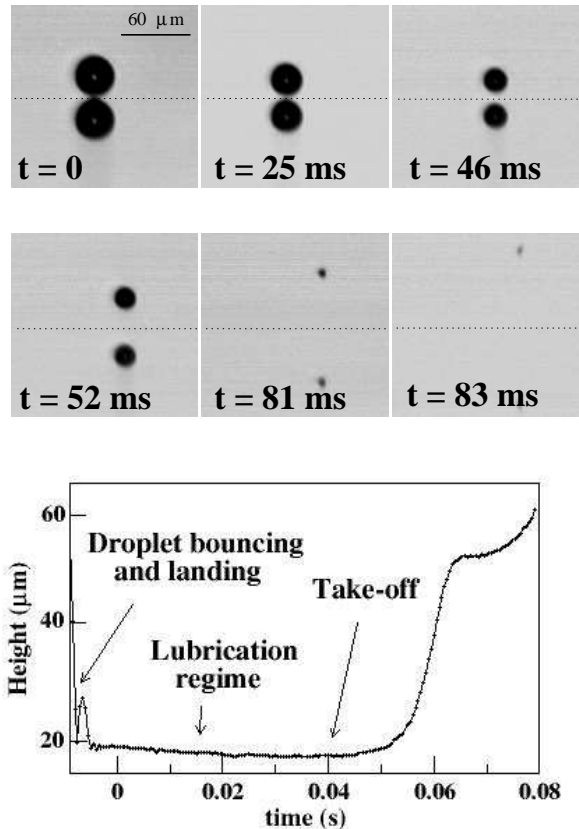 60 μm
t = 0
t = 25 ms
t = 46 ms
t = 52 ms
t = 81 ms
t = 83 ms
60
40
20
Height (μm)
Droplet bouncing
and landing
Lubrication
regime
Take-off
0
0.02
0.04
0.06
0.08
time (s)